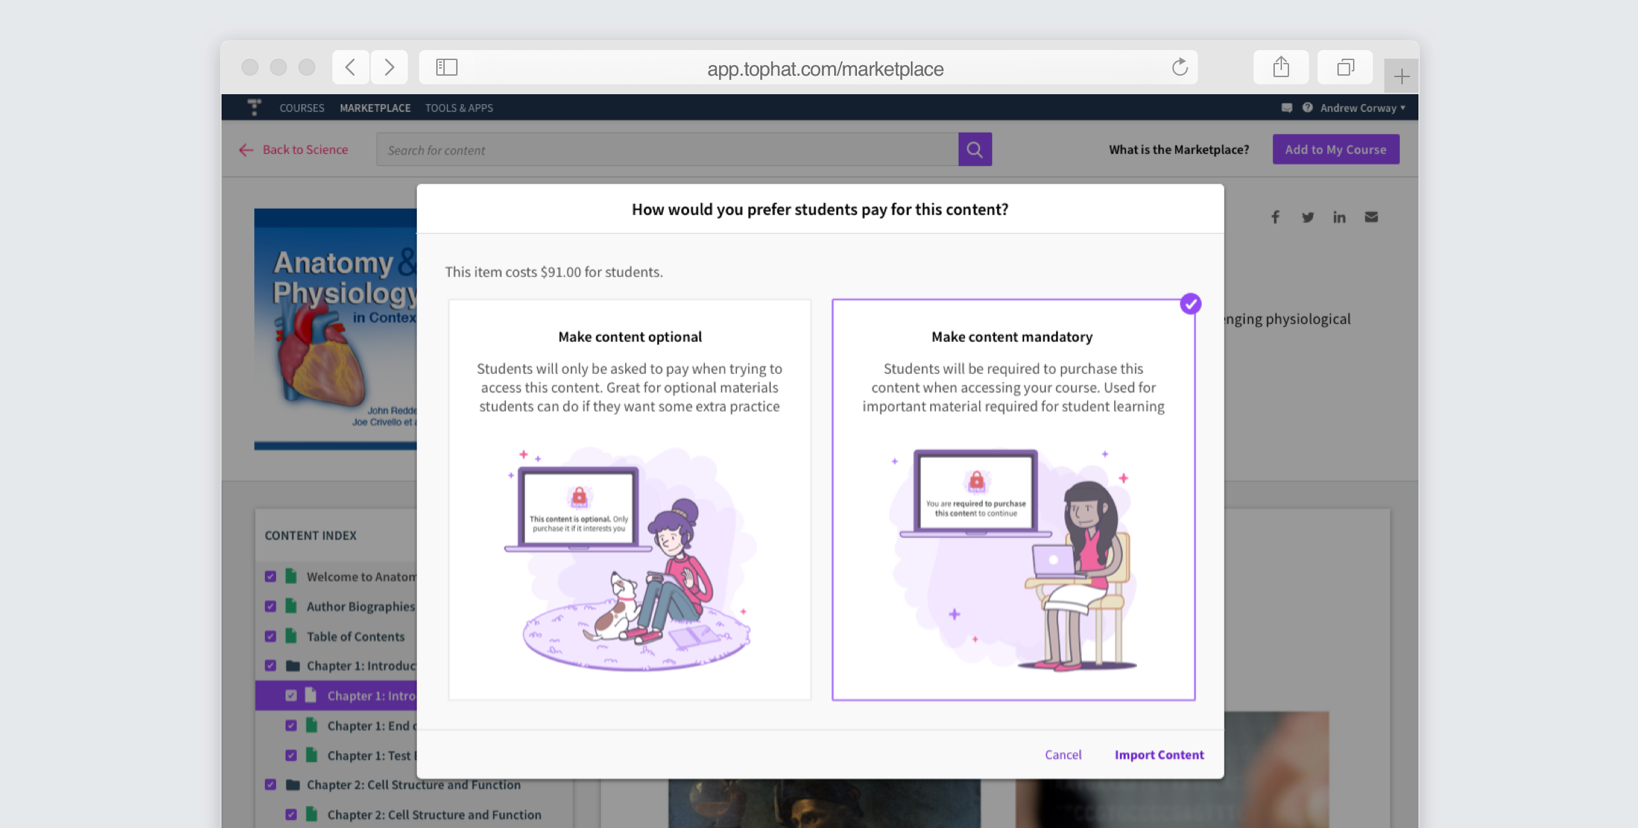 app.tophat.com/marketplace
COURSES MARKETPLACE TOOLS & APPS Andrew Corway
Back to Science Search for content What is the Marketplace? Add to My Course
How would you prefer students pay for this content?
This item costs $91.00 for students.
Make content optional
Students will only be asked to pay when trying to
access this content. Great for optional materials
students can do if they want some extra practice
This content is optional. Only
purchase it if it interests you
Make content mandatory
Students will be required to purchase this
content when accessing your course. Used for
important material required for student learning
You are required to purchase
this content to continue
Cancel Import Content
Anatomy &
Physiology
in Contex
John Redde
Joe Crivello et a
enging physiological
CONTENT INDEX
Welcome to Anatom
Author Biographies
Table of Contents
Chapter 1: Introduc
Chapter 1: Intro
Chapter 1: End o
Chapter 1: Test
Chapter 2: Cell Structure and Function
Chapter 2: Cell Structure and Function